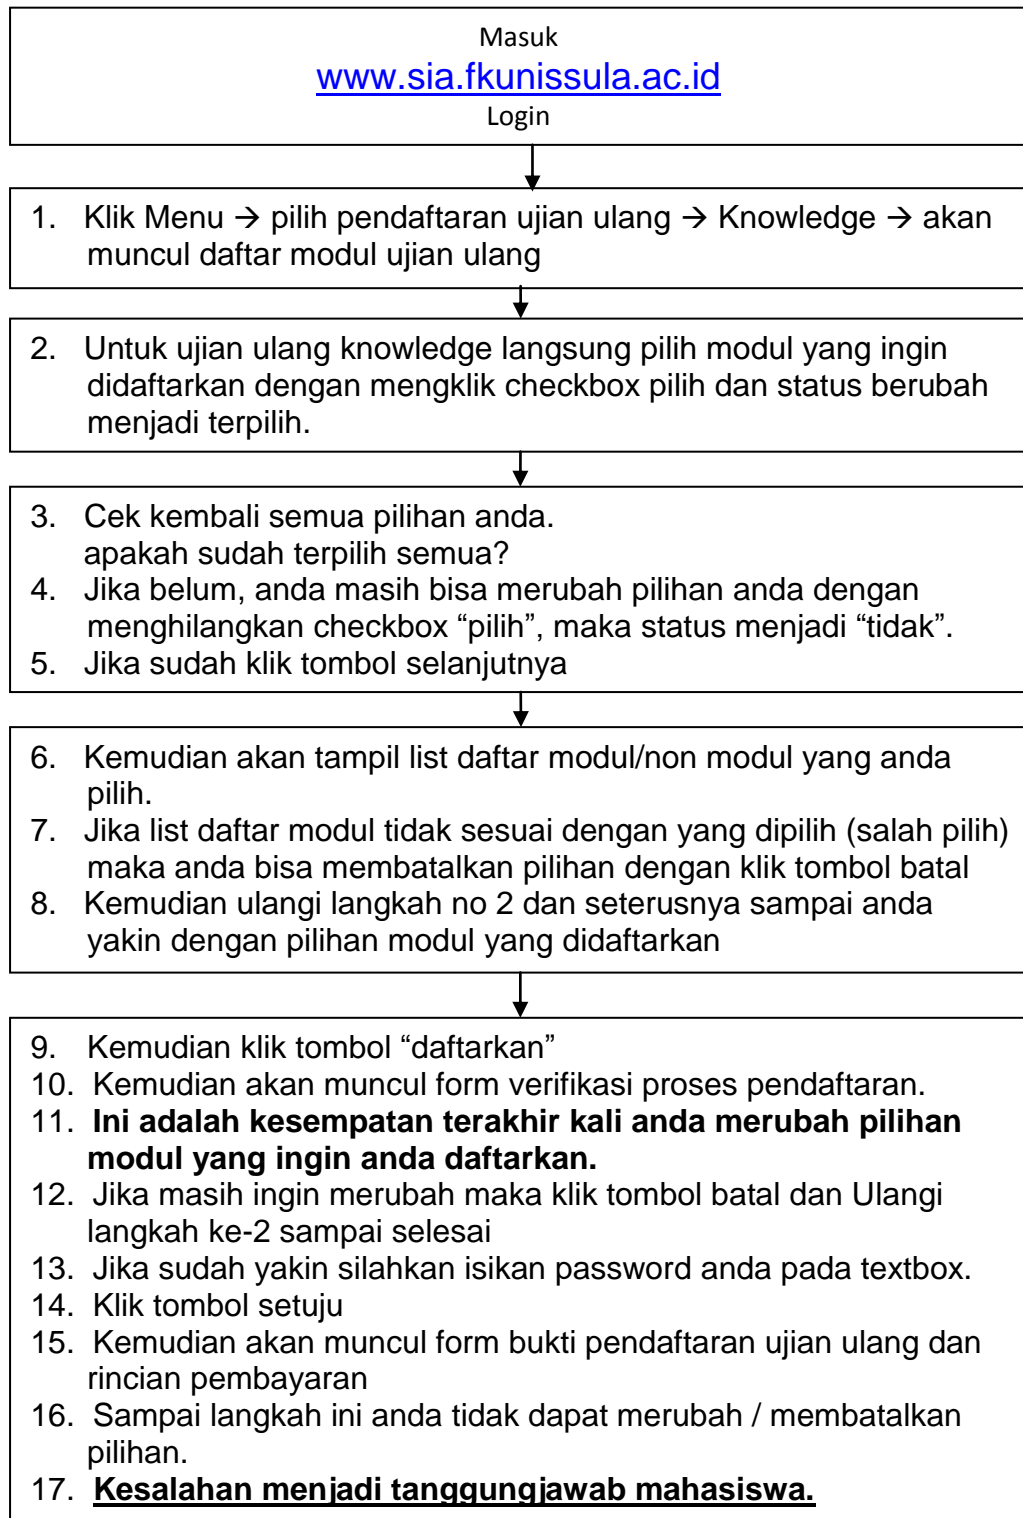 Masuk
www.sia.fkunissula.ac.id
Login
1. Klik Menu → pilih pendaftaran ujian ulang → Knowledge → akan
muncul daftar modul ujian ulang
2. Untuk ujian ulang knowledge langsung pilih modul yang ingin
didaftarkan dengan mengklik checkbox pilih dan status berubah
menjadi terpilih.
3. Cek kembali semua pilihan anda.
apakah sudah terpilih semua?
4. Jika belum, anda masih bisa merubah pilihan anda dengan
menghilangkan checkbox “pilih”, maka status menjadi “tidak”.
5. Jika sudah klik tombol selanjutnya
6. Kemudian akan tampil list daftar modul/non modul yang anda
pilih.
7. Jika list daftar modul tidak sesuai dengan yang dipilih (salah pilih)
maka anda bisa membatalkan pilihan dengan klik tombol batal
8. Kemudian ulangi langkah no 2 dan seterusnya sampai anda
yakin dengan pilihan modul yang didaftarkan
9. Kemudian klik tombol “daftarkan”
10. Kemudian akan muncul form verifikasi proses pendaftaran.
11. Ini adalah kesempatan terakhir kali anda merubah pilihan
modul yang ingin anda daftarkan.
12. Jika masih ingin merubah maka klik tombol batal dan Ulangi
langkah ke-2 sampai selesai
13. Jika sudah yakin silahkan isikan password anda pada textbox.
14. Klik tombol setuju
15. Kemudian akan muncul form bukti pendaftaran ujian ulang dan
rincian pembayaran
16. Sampai langkah ini anda tidak dapat merubah / membatalkan
pilihan.
17. Kesalahan menjadi tanggungjawab mahasiswa.